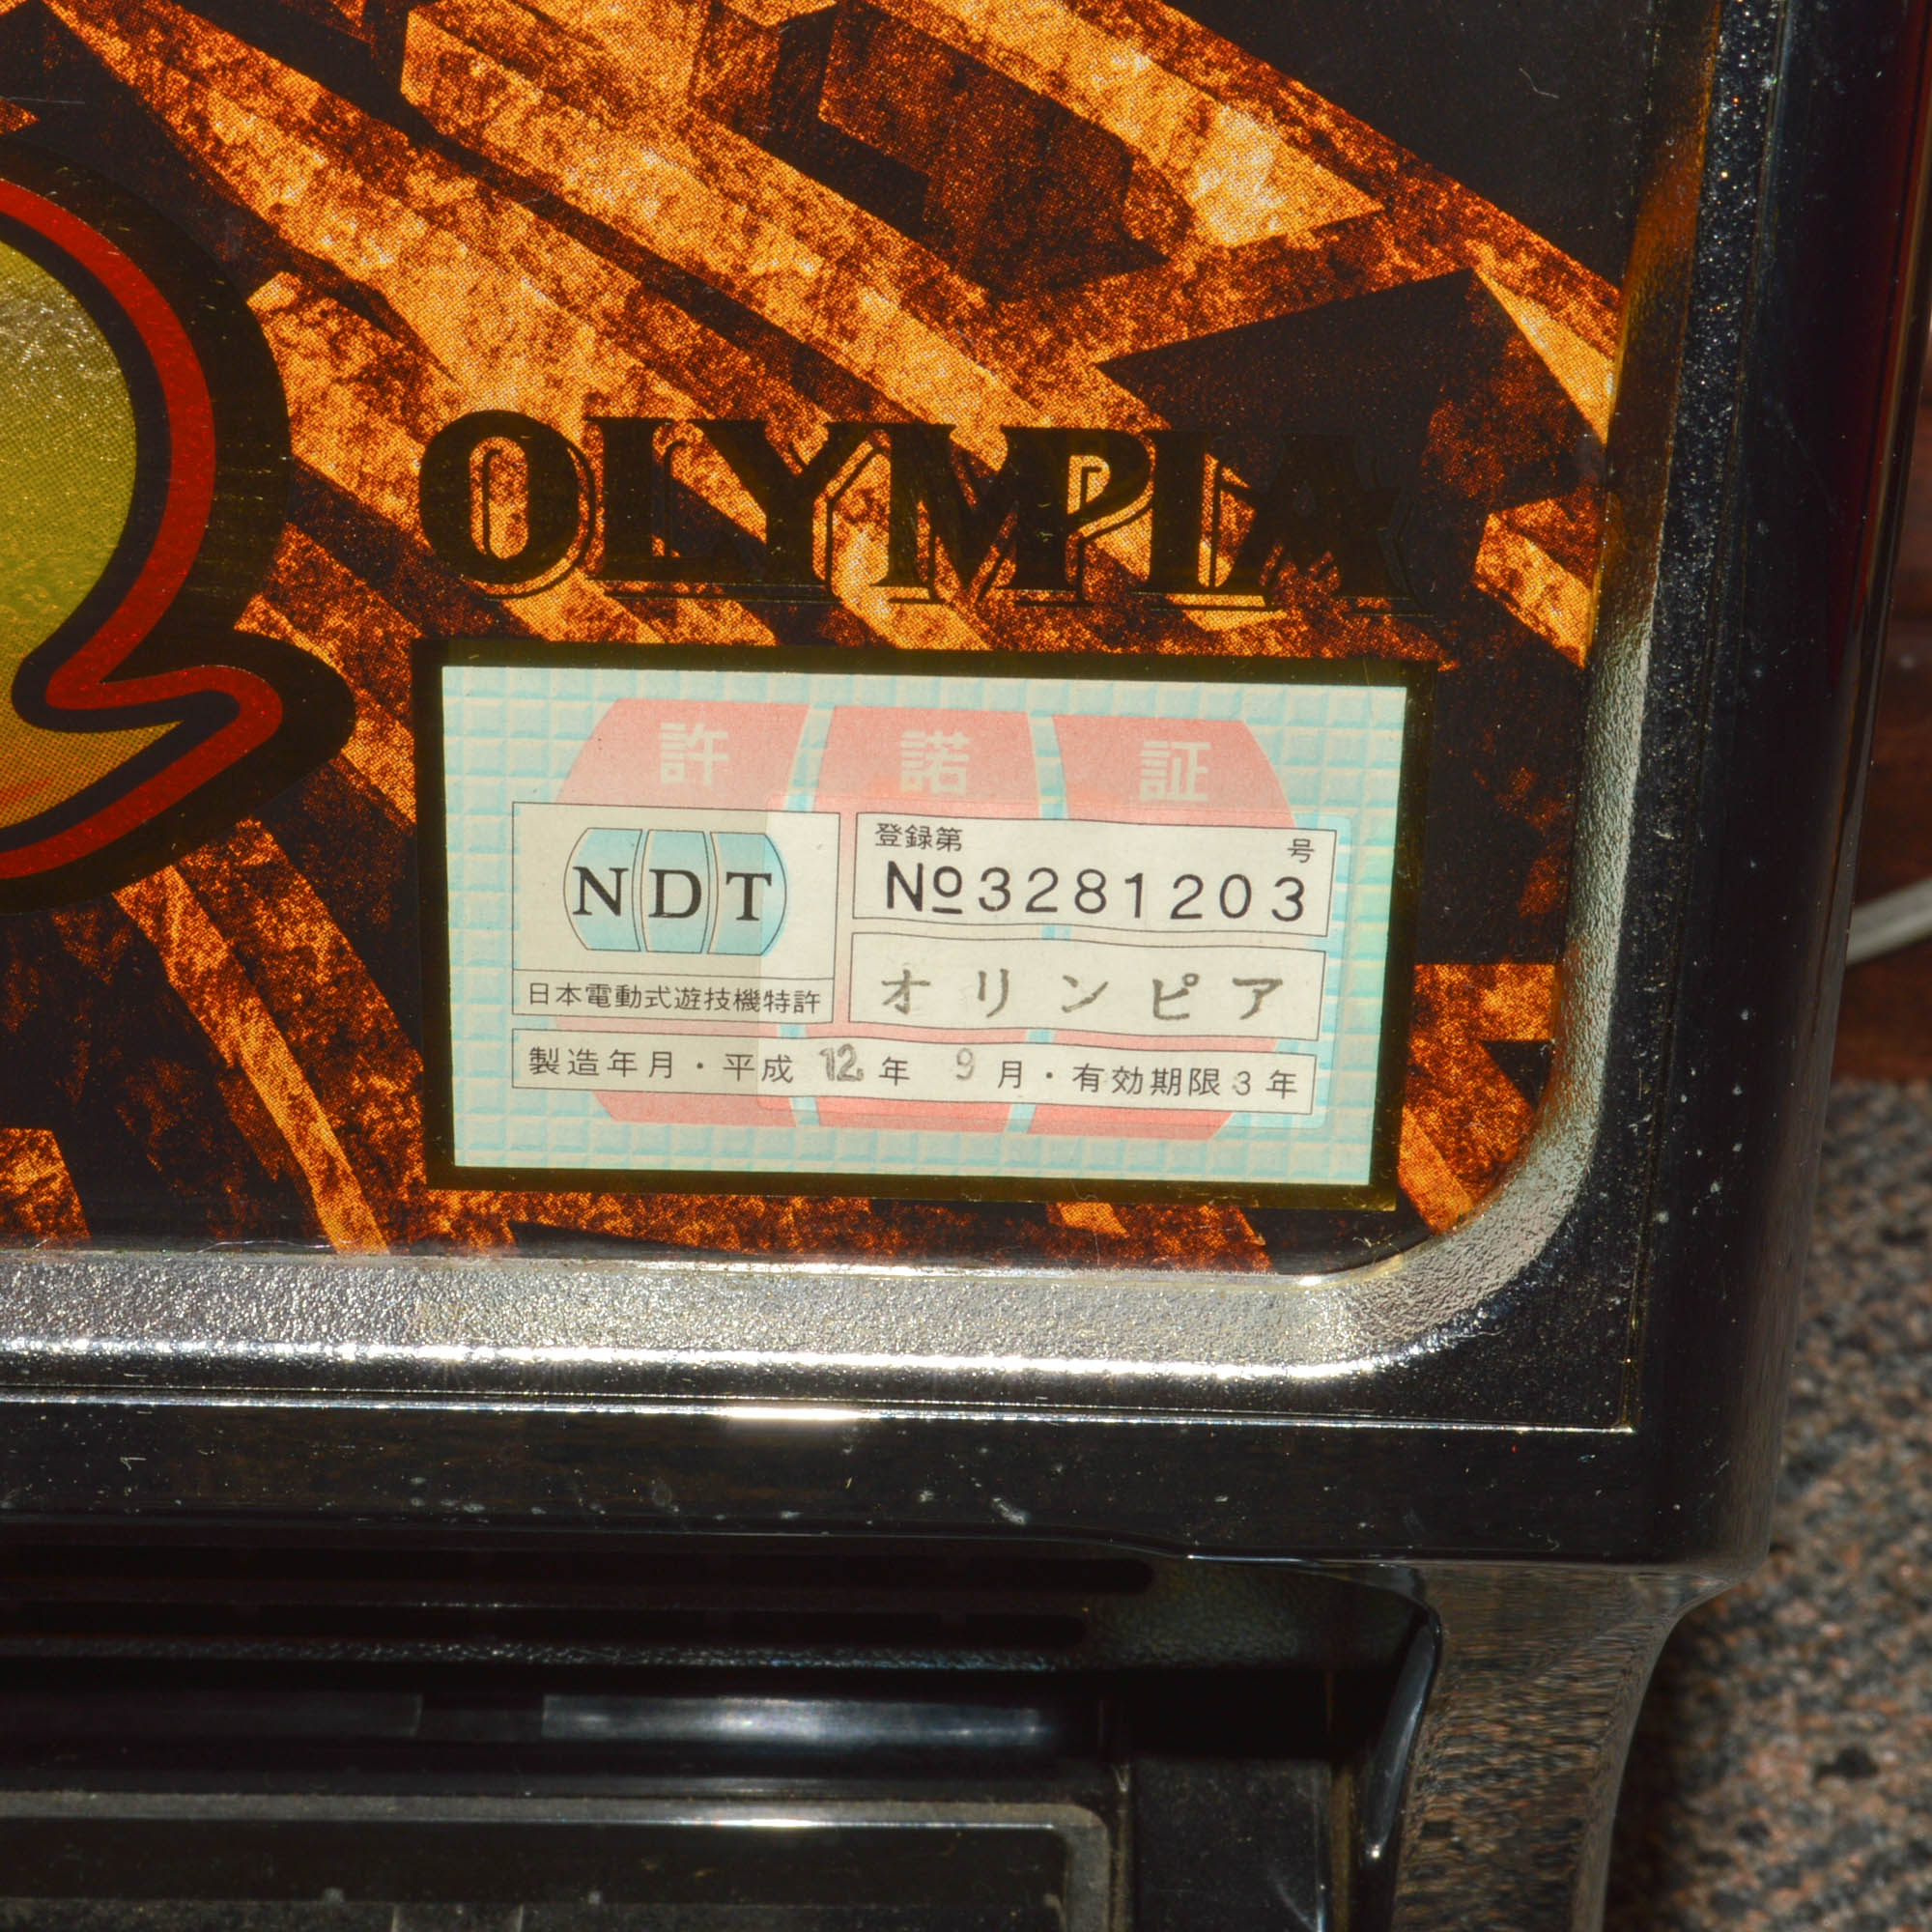 OLYMPIA
許諾証
NDT
日本電動式遊技機特許
登録第 号
№3281203
オリンピア
製造年月・平成 12年 9月・有効期限3年